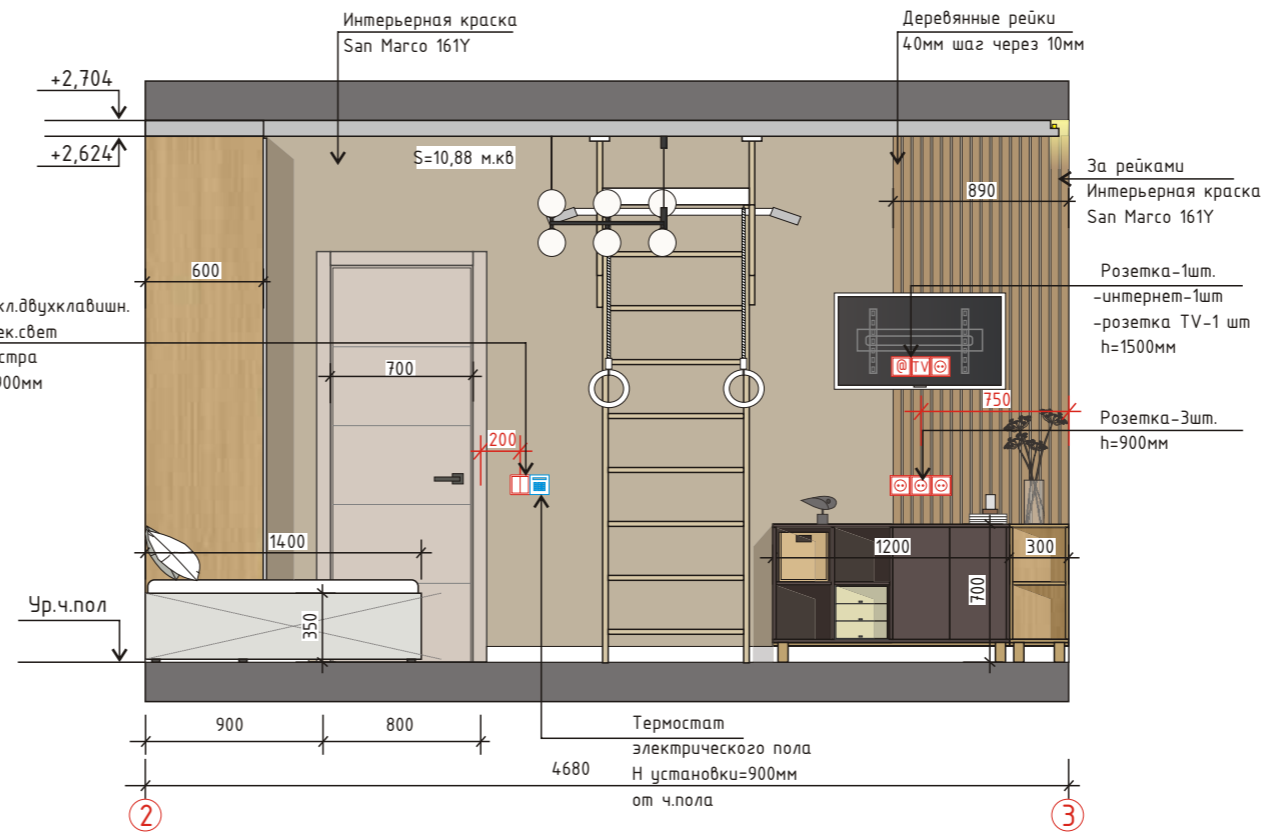 Интерьерная краска
San Marco 161Y
Деревянные рейки
40мм шаг через 10мм
+2,704
+2,624
S=10,88 м.кв
За рейками
Интерьерная краска
San Marco 161Y
890
600
кл.двухклавишн.
ек.свет
стра
900мм
Розетка-1шт.
-интернет-1шт
-розетка TV-1 шт
h=1500мм
700
@ TV
750
Розетка-3шт.
h=900мм
200
1400
1200
300
700
350
Ур.ч.пол
900
800
Термостат
электрического пола
Н установки=900мм
от ч.пола
4680
2
3